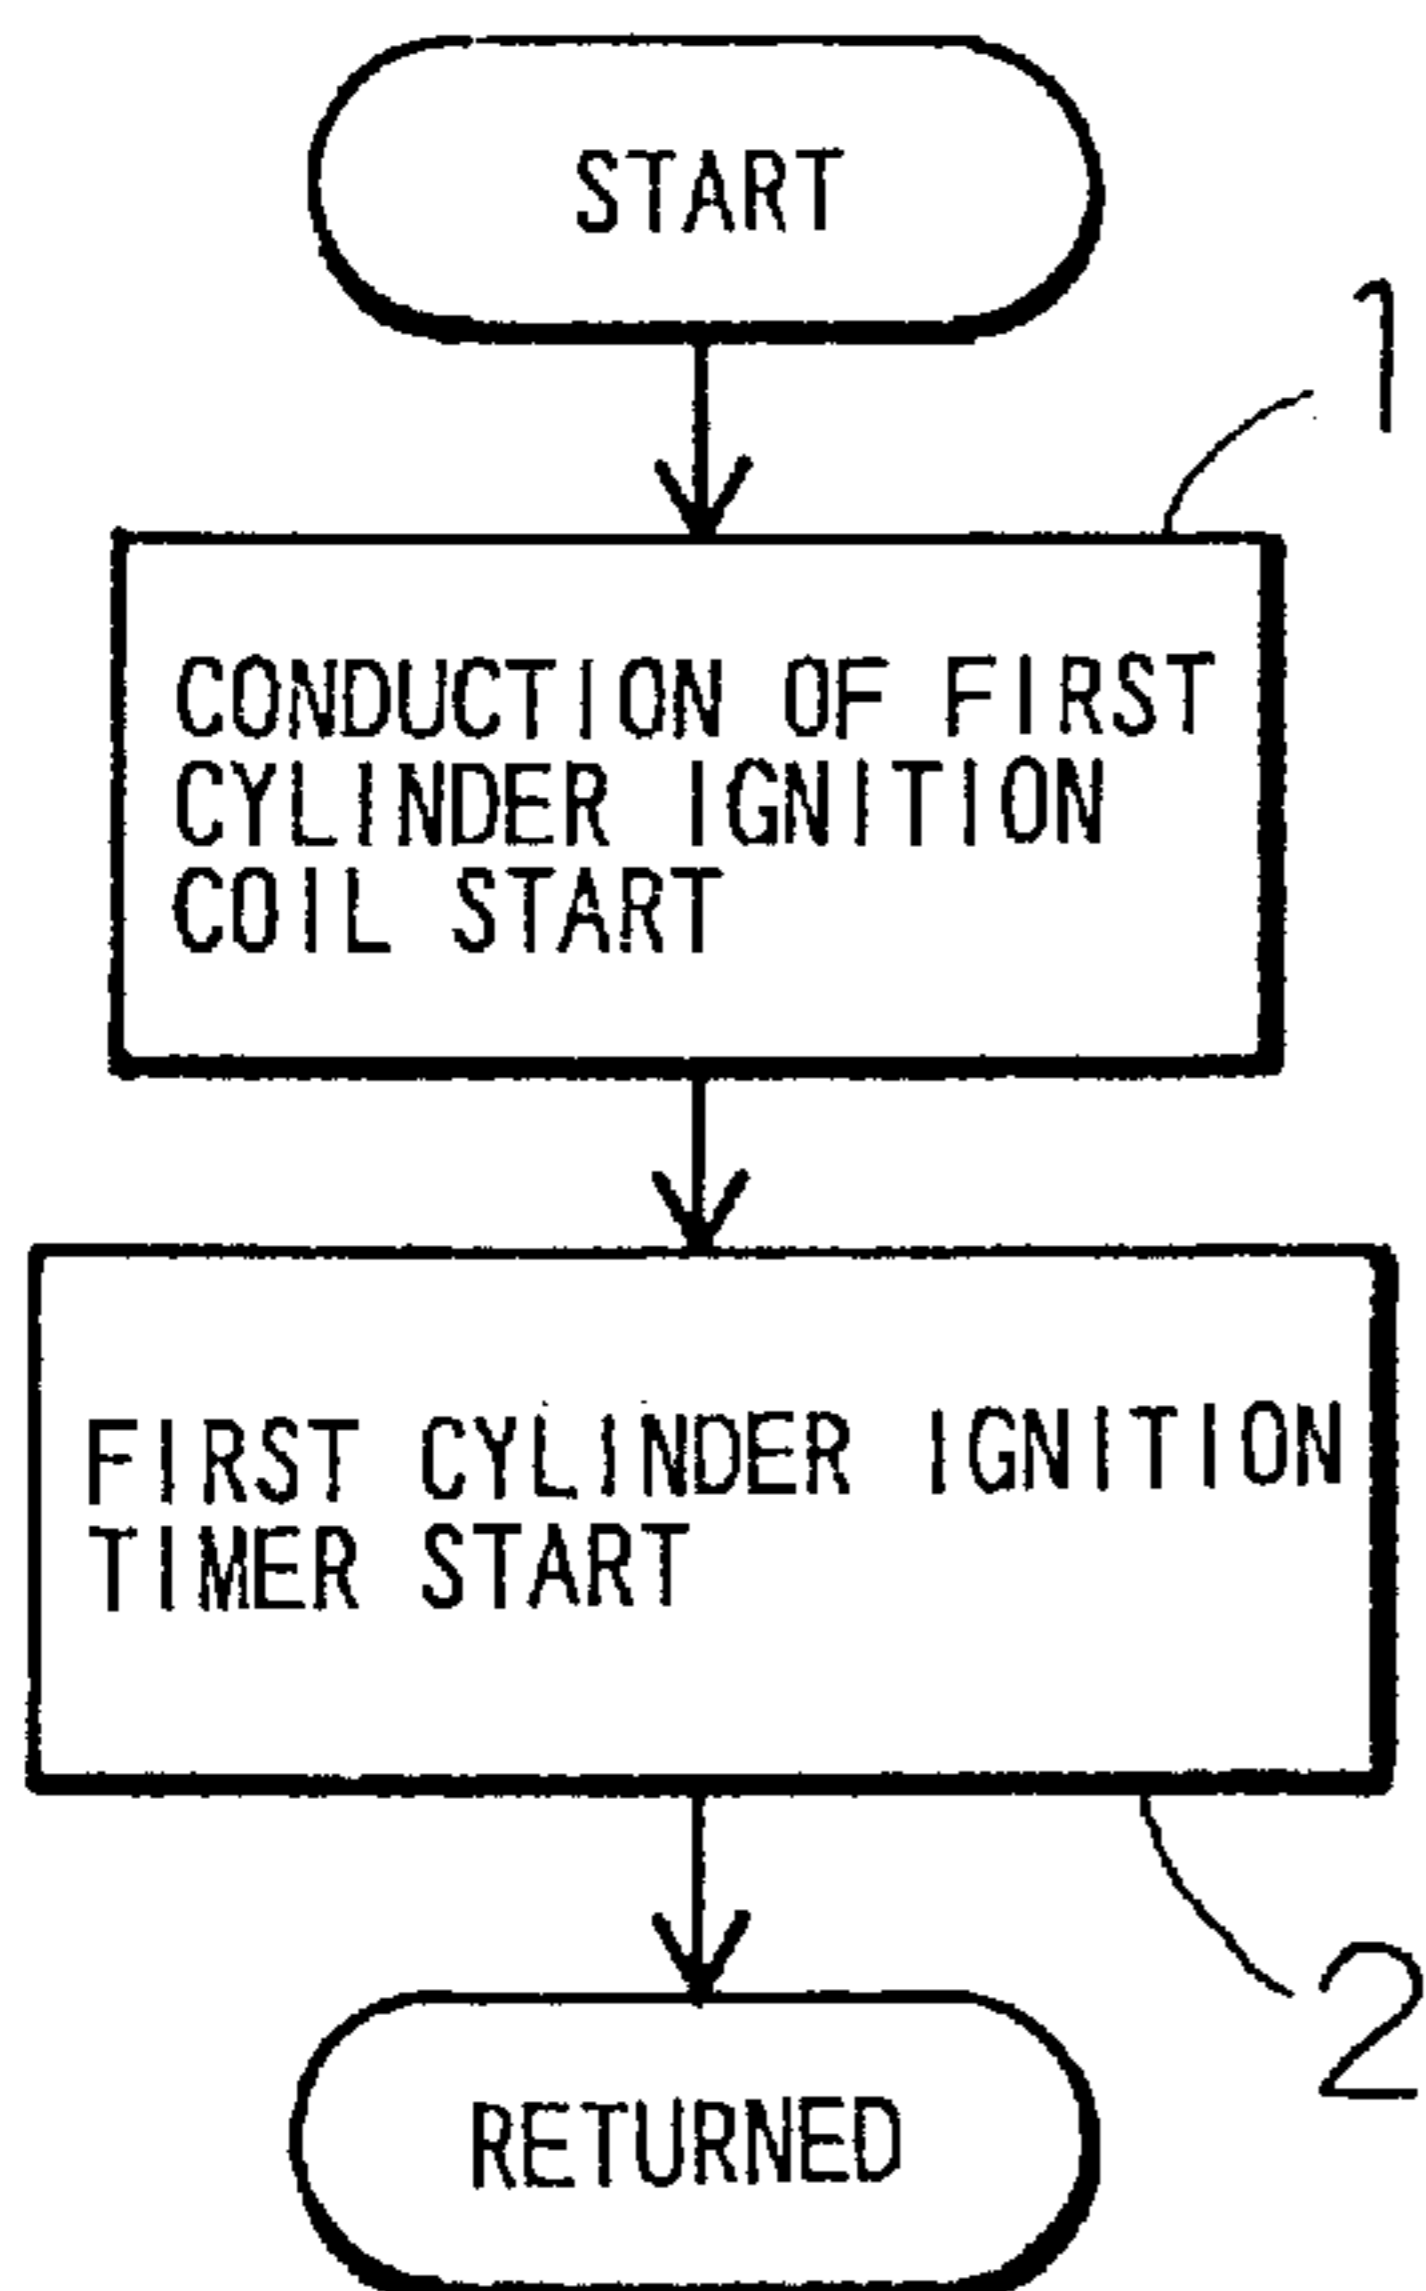 START
1
CONDUCTION OF FIRST
CYLINDER IGNITION
COIL START
FIRST CYLINDER IGNITION
TIMER START
2
RETURNED